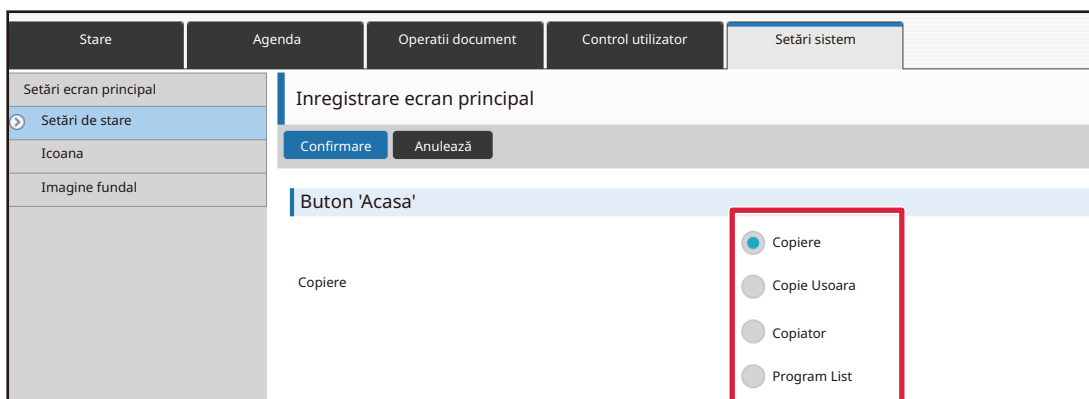 Stare Agenda Operatii document Control utilizator Setări sistem
Setări ecran principal
Setări de stare
Icoana
Imagine fundal
Inregistrare ecran principal
Confirmare Anulează
Buton 'Acasa'
Copiere
Copiere
Copie Usoara
Copiator
Program List